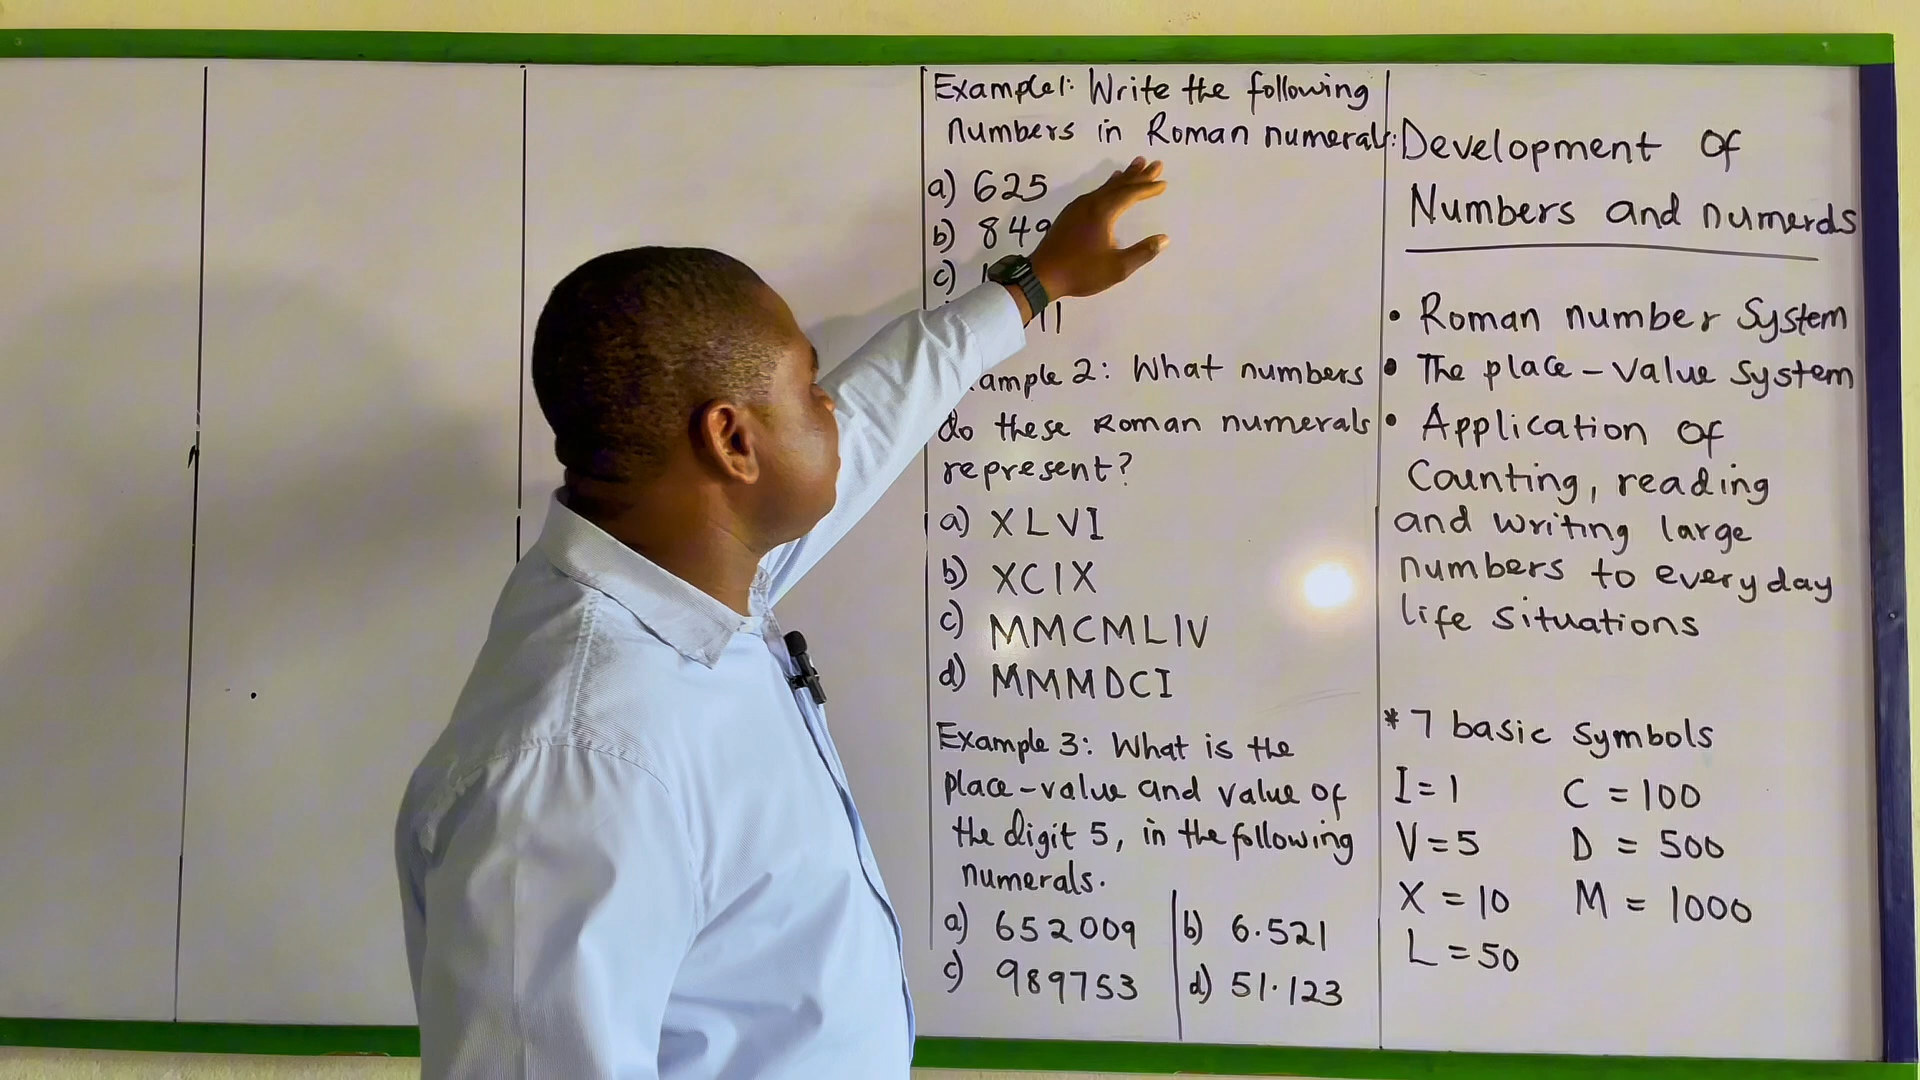 Example1: Write the following
numbers in Roman numerals:
a) 625
b) 849
c)
Example 2: What numbers
do these Roman numerals
represent?
a) XLVI
b) XCIX
c) MMCMLIV
d) MMMDCI
Example 3: What is the
place-value and value of
the digit 5, in the following
numerals.
a) 652009
b) 6.521
c) 989753
d) 51.123
Development of
Numbers and numerals
• Roman number System
• The place-value system
• Application of
Counting, reading
and writing large
numbers to everyday
life situations
* 7 basic symbols
I = 1
C = 100
V = 5
D = 500
X = 10
M = 1000
L = 50